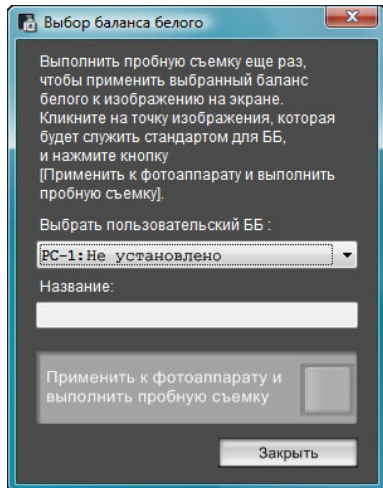 Выбор баланса белого
Выполнить пробную съемку еще раз,
чтобы применить выбранный баланс
белого к изображению на экране.
Кликните на точку изображения, которая
будет служить стандартом для ББ,
и нажмите кнопку
[Применить к фотоаппарату и выполнить
пробную съемку].
Выбрать пользовательский ББ :
PC-1:Не установлено
Название:
Применить к фотоаппарату и
выполнить пробную съемку
Закрыть